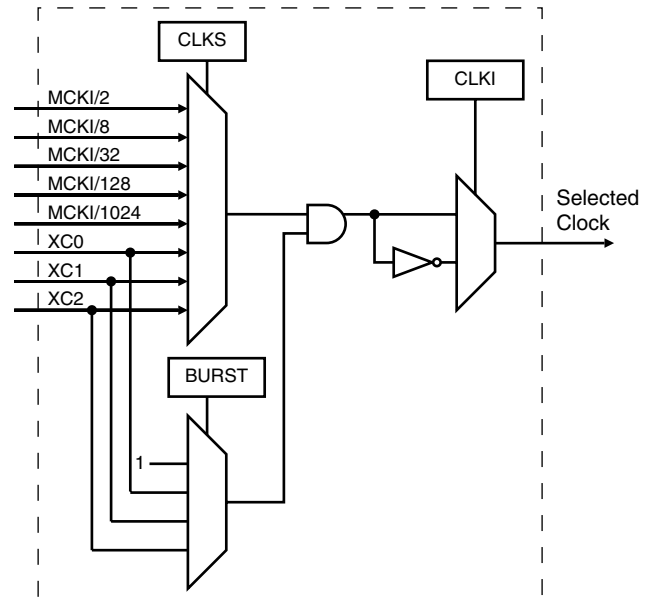 CLKS
CLKI
MCKI/2
MCKI/8
MCKI/32
MCKI/128
MCKI/1024
XC0
XC1
XC2
Selected
Clock
BURST
1